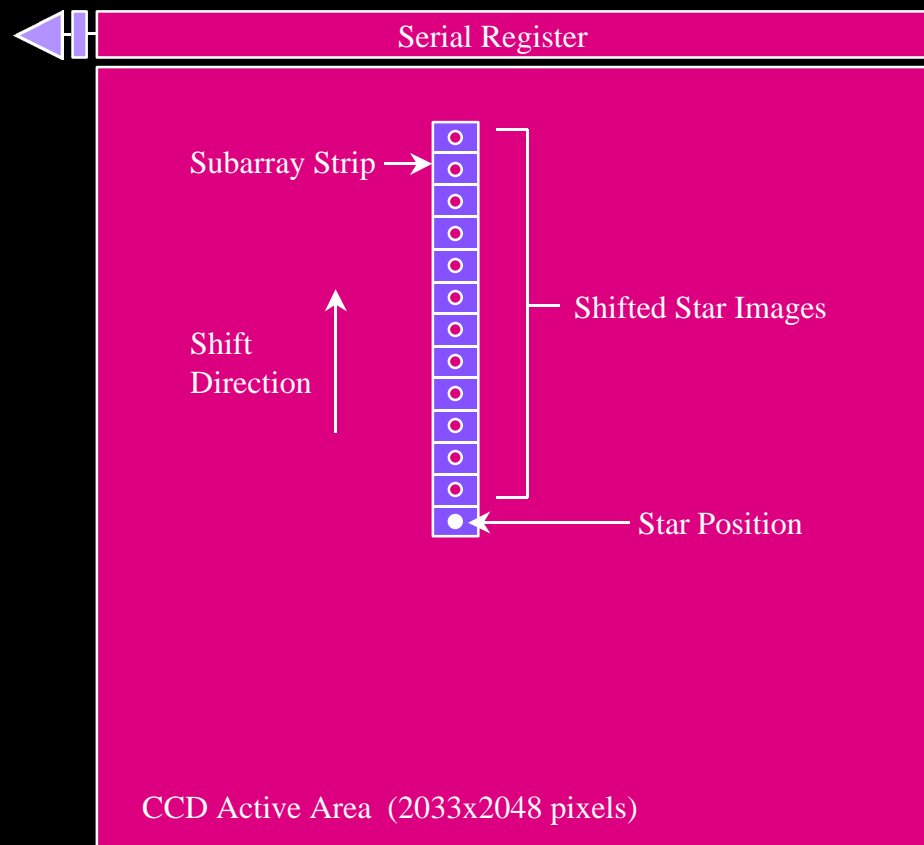 Serial Register
Subarray Strip
Shifted Star Images
Shift
Direction
Star Position
CCD Active Area (2033x2048 pixels)